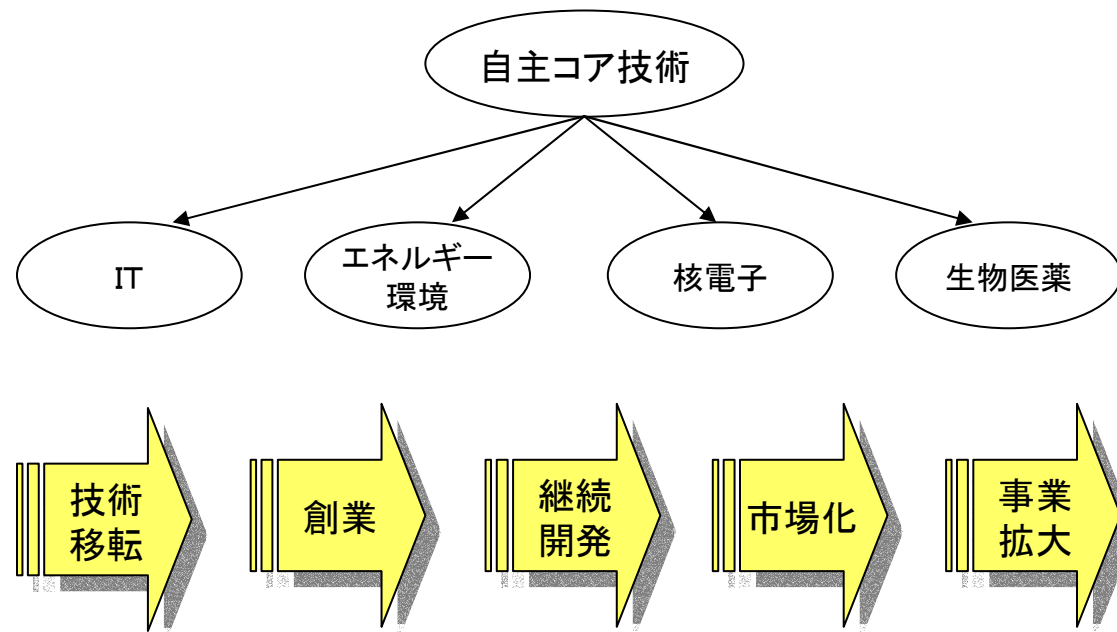 自主コア技術
IT
エネルギー
環境
核電子
生物医薬
技術
移転
創業
継続
開発
市場化
事業
拡大